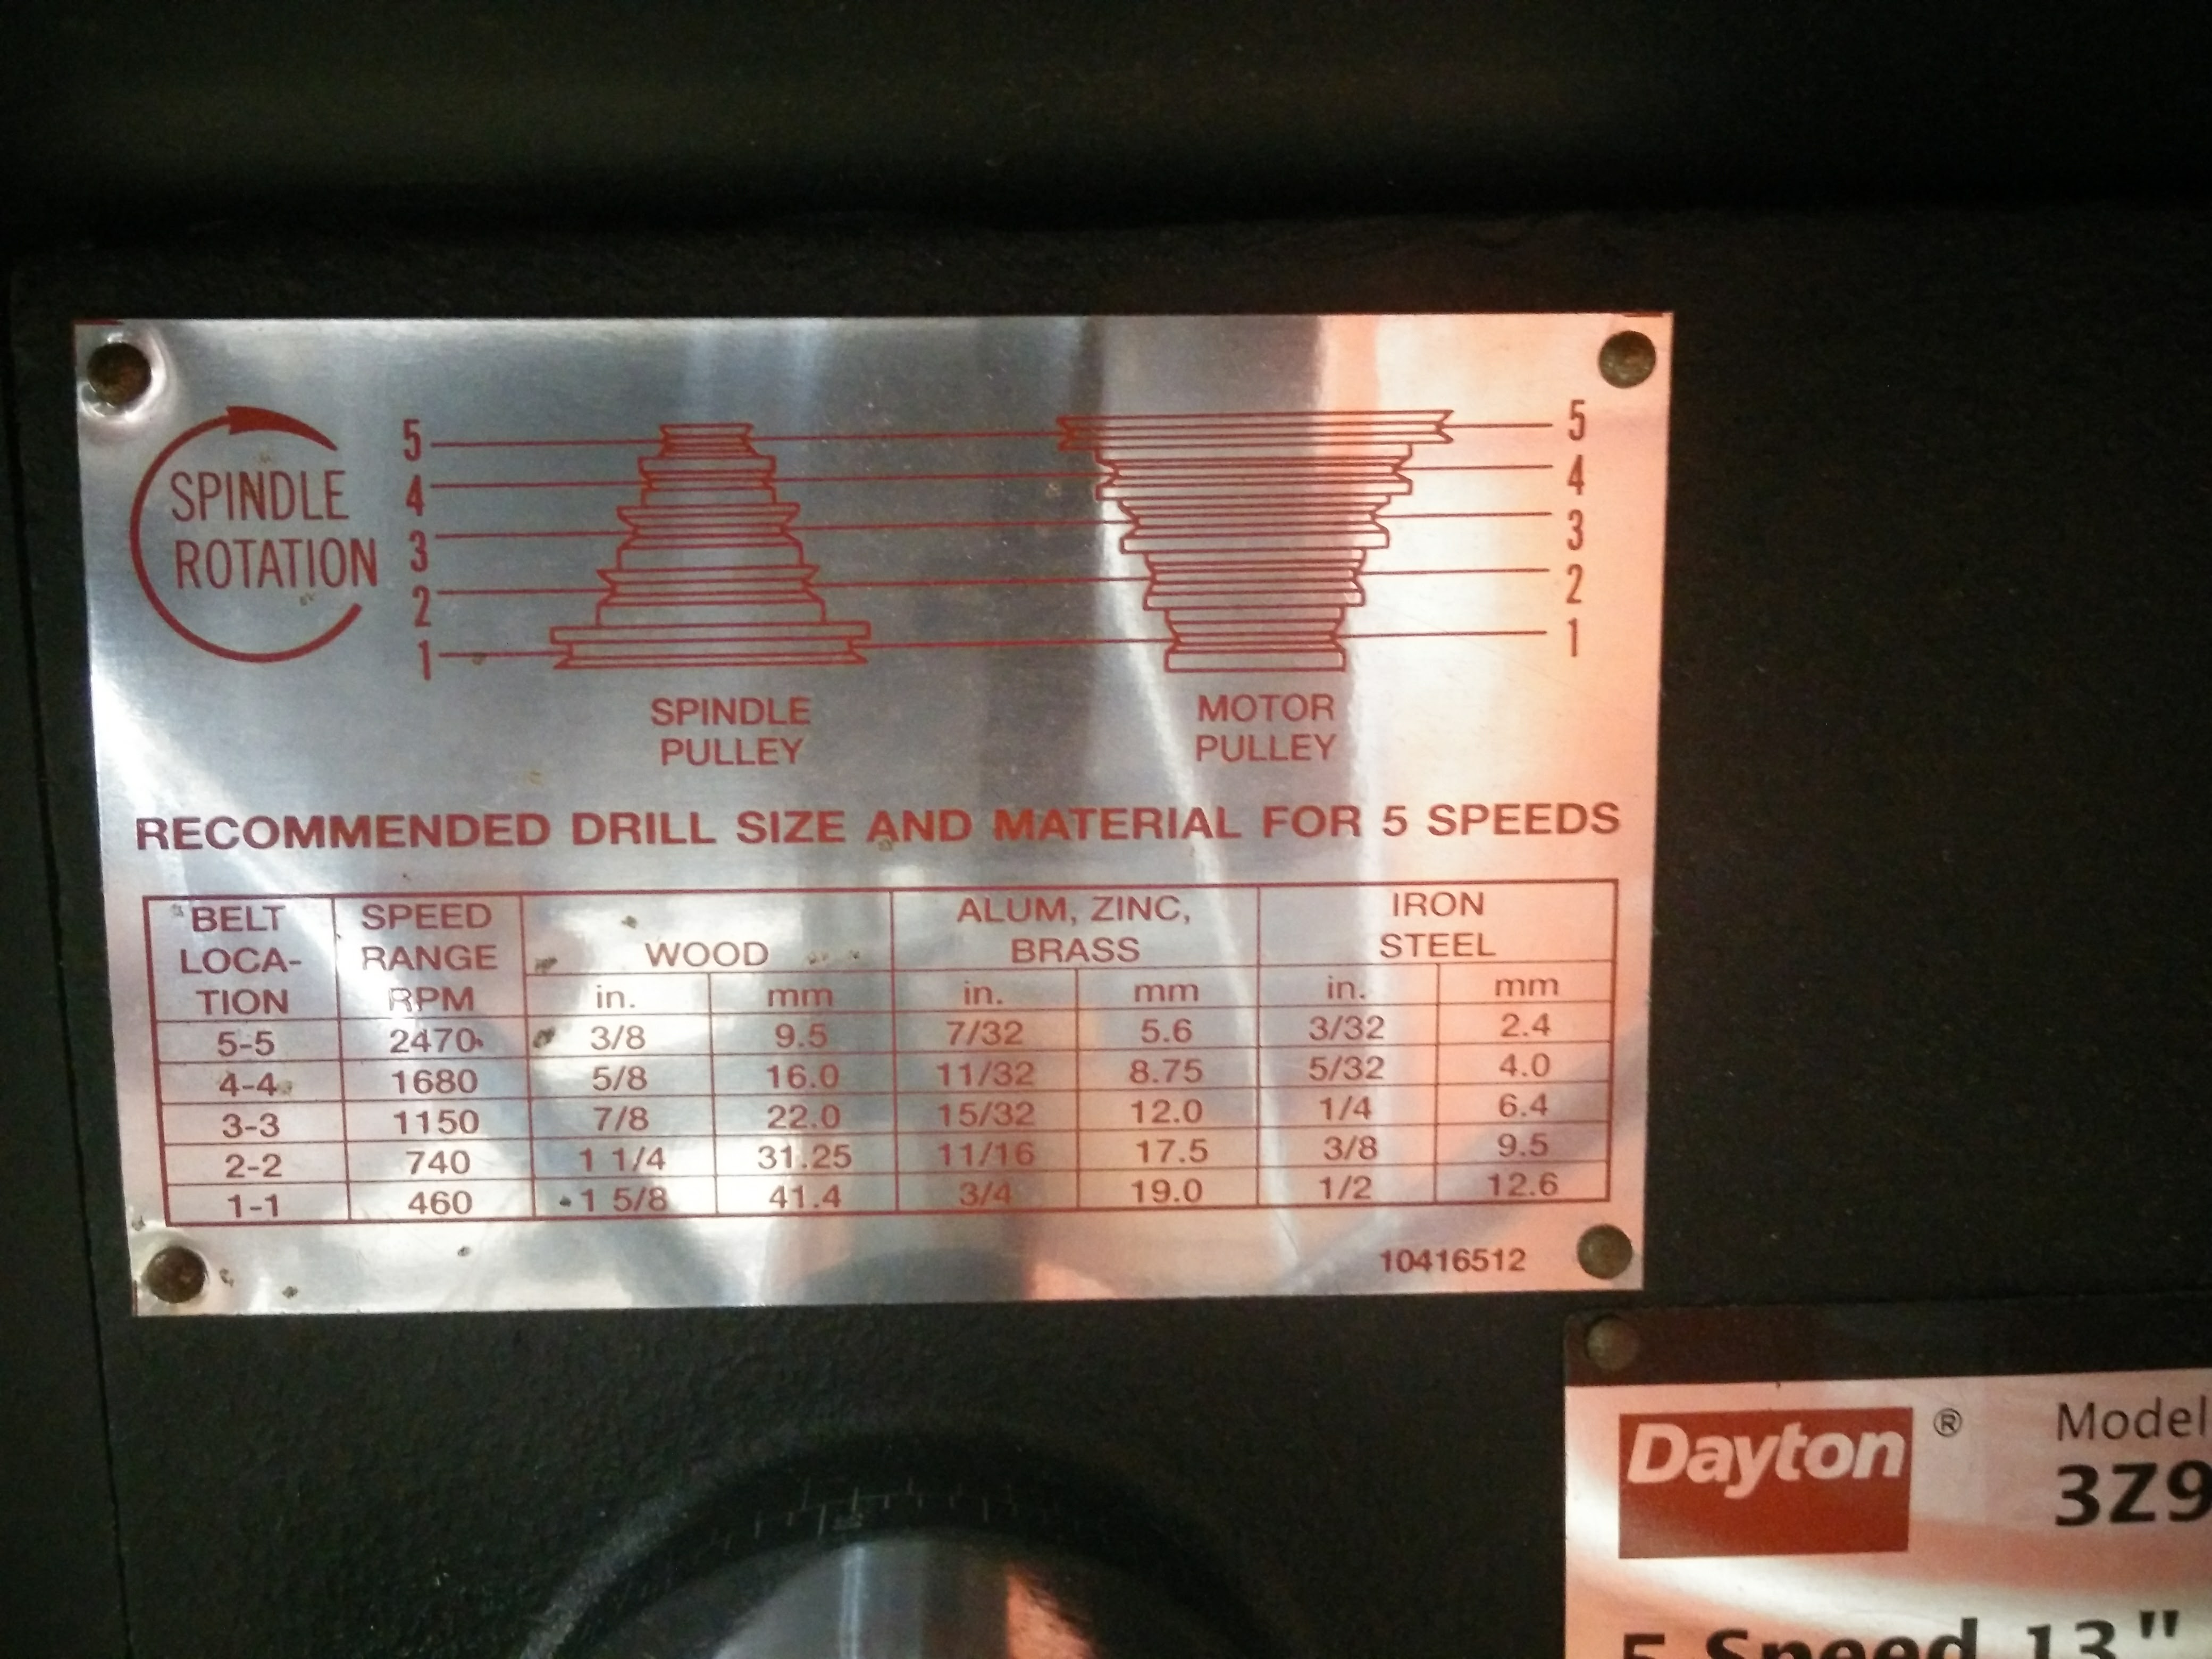 SPINDLE
ROTATION
5 5
4 4
3 3
2 2
1 1
SPINDLE
PULLEY
MOTOR
PULLEY
RECOMMENDED DRILL SIZE AND MATERIAL FOR 5 SPEEDS
BELT
LOCA-
TION
SPEED
RANGE
RPM
WOOD
ALUM, ZINC,
BRASS
IRON
STEEL
in. mm in. mm in. mm
5-5 2470 3/8 9.5 7/32 5.6 3/32 2.4
4-4 1680 5/8 16.0 11/32 8.75 5/32 4.0
3-3 1150 7/8 22.0 15/32 12.0 1/4 6.4
2-2 740 1 1/4 31.25 11/16 17.5 3/8 9.5
1-1 460 1 5/8 41.4 3/4 19.0 1/2 12.6
10416512
Dayton ®
Model
3Z9
5 Speed 13"